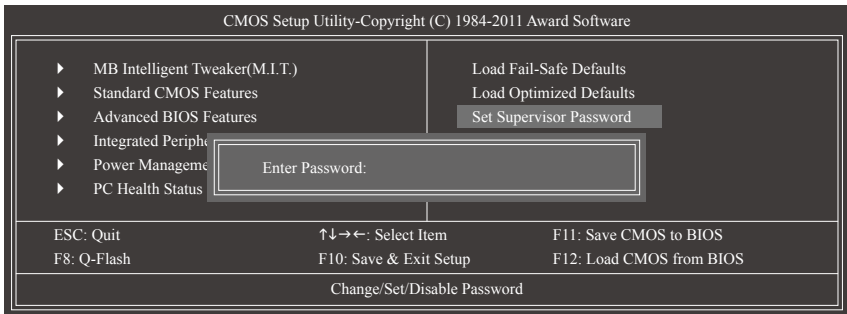 CMOS Setup Utility-Copyright (C) 1984-2011 Award Software
MB Intelligent Tweaker(M.I.T.)
Standard CMOS Features
Advanced BIOS Features
Integrated Periphe
Power Manageme
PC Health Status
Load Fail-Safe Defaults
Load Optimized Defaults
Set Supervisor Password
Enter Password:
ESC: Quit
↑↓→←: Select Item
F11: Save CMOS to BIOS
F8: Q-Flash
F10: Save & Exit Setup
F12: Load CMOS from BIOS
Change/Set/Disable Password